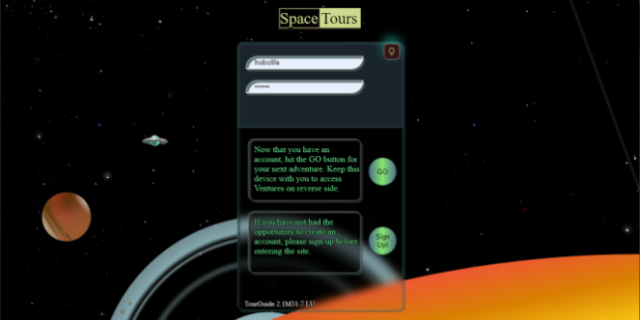 Space Tours
••••••
Now that you have an
account, hit the GO button for
your next adventure. Keep this
device with you to access
Ventures on reverse side.
GO
If you have not had the
opportunity to create an
account, please sign up before
entering the site.
Sign
Up!
TourGuide 2.1M31-7